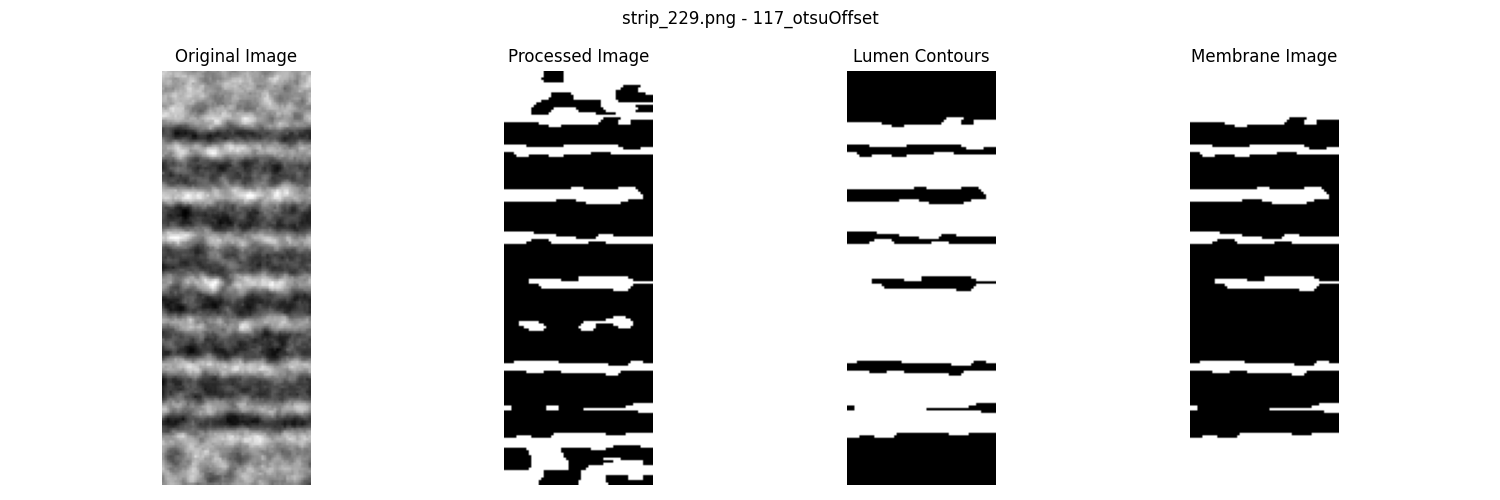 strip_229.png - 117_otsuOffset
Original Image
Processed Image
Lumen Contours
Membrane Image